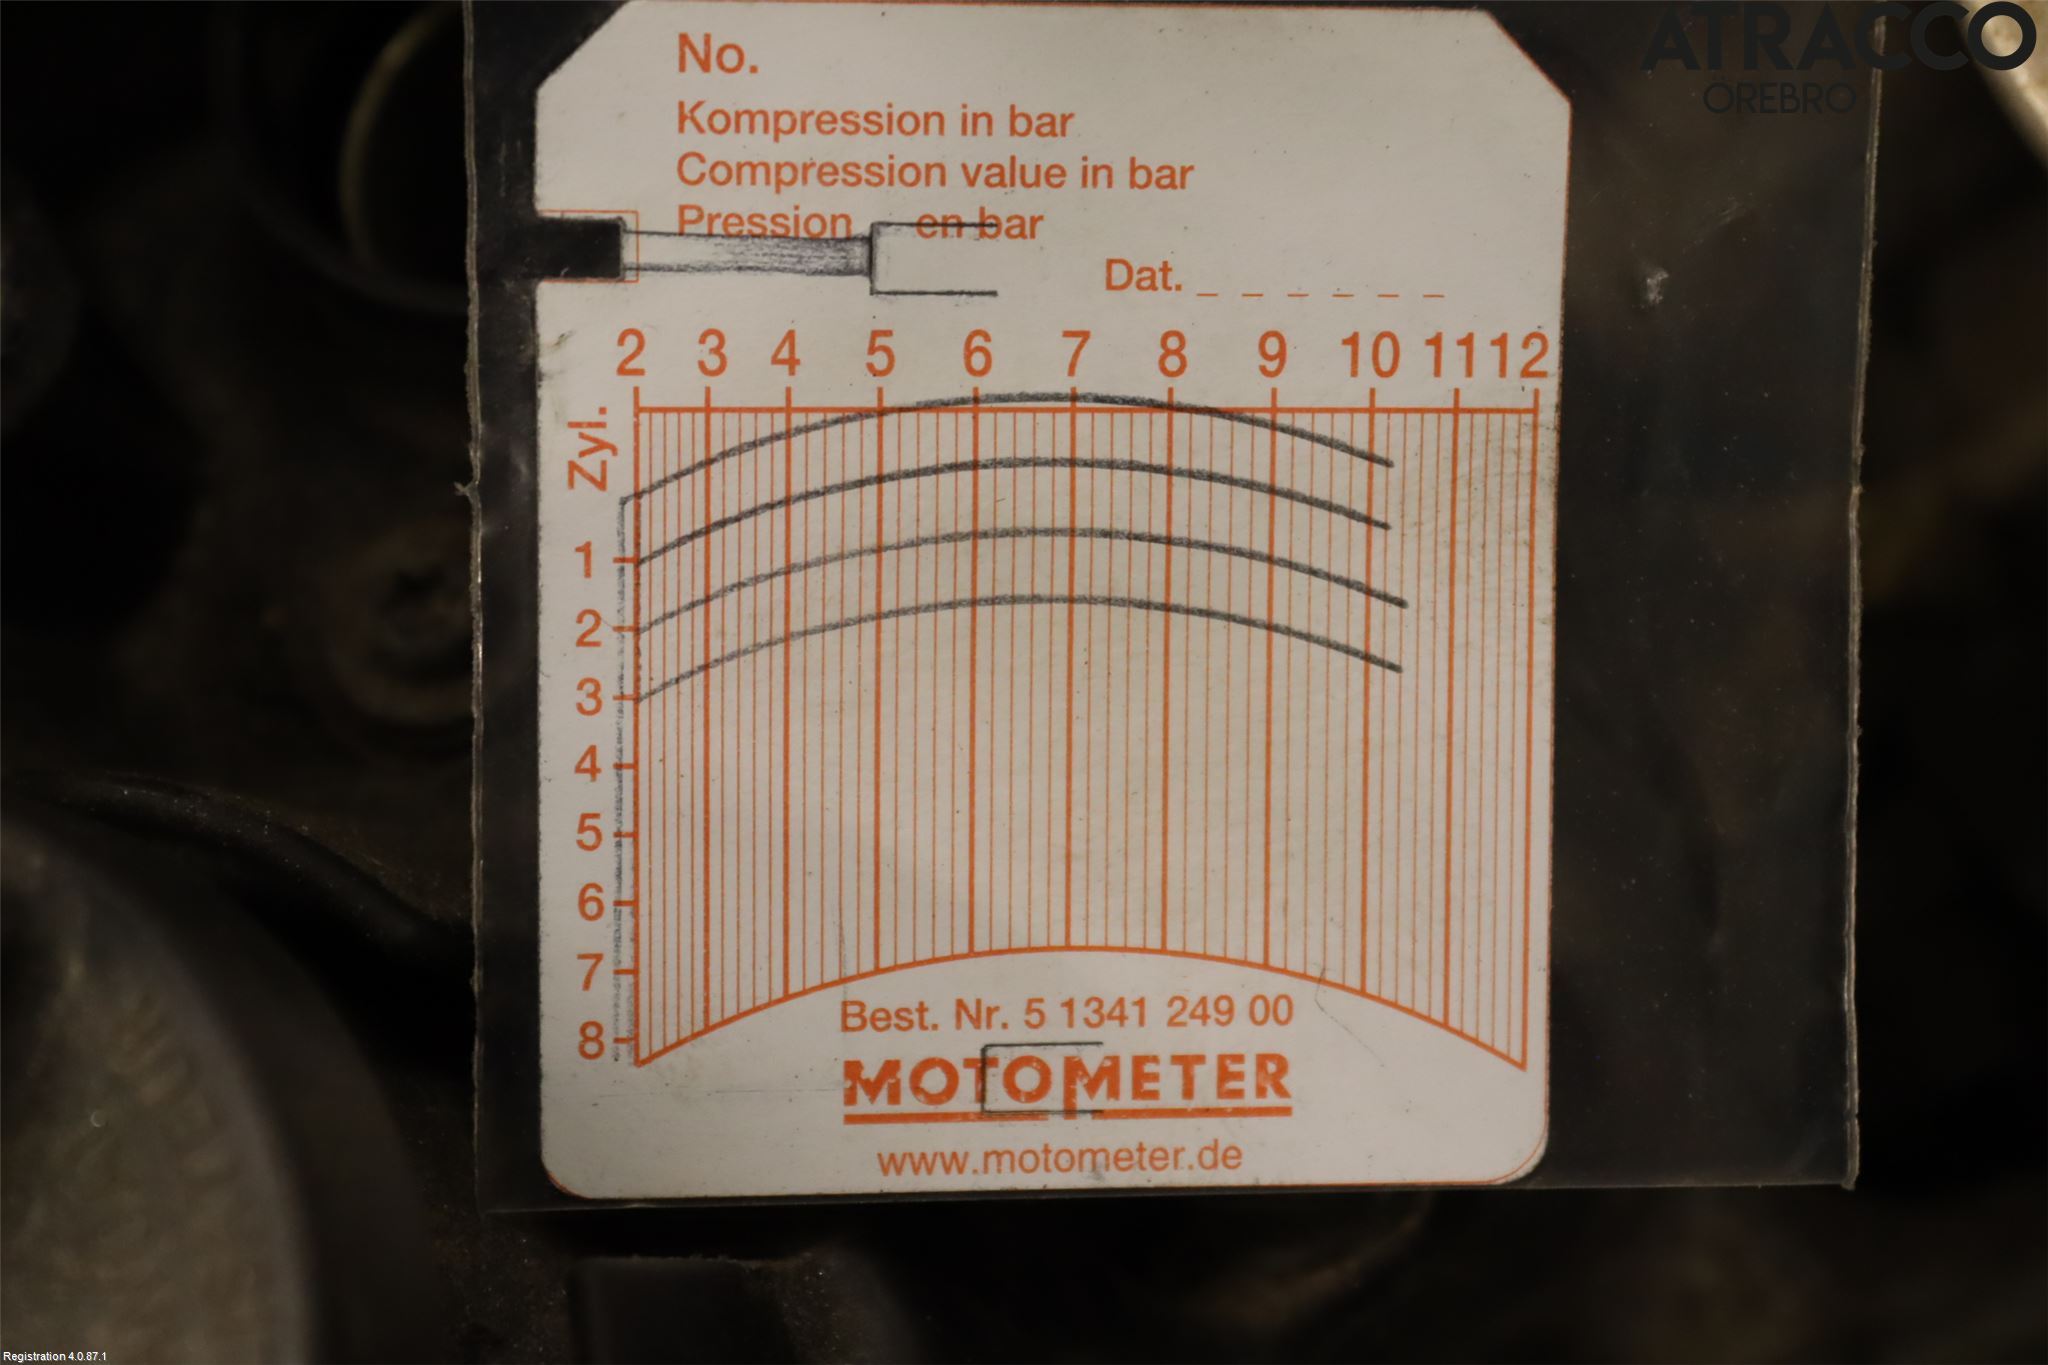 ATRACCO
ÖREBRO
No.
Kompression in bar
Compression value in bar
Pression en bar
Dat. _ _ _ _ _ _
2 3 4 5 6 7 8 9 10 11 12
Zyl.
1
2
3
4
5
6
7
8
Best. Nr. 5 1341 249 00
MOTOMETER
www.motometer.de
Registration 4.0.87.1